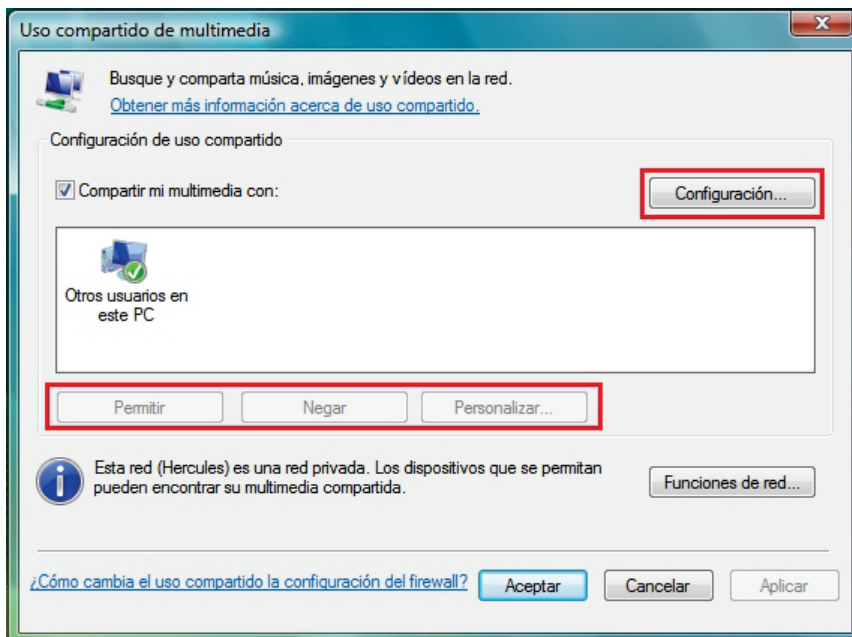 Uso compartido de multimedia
Busque y comparta música, imágenes y vídeos en la red.
Obtener más información acerca de uso compartido.
Configuración de uso compartido
Compartir mi multimedia con:
Configuración...
Otros usuarios en
este PC
Permitir
Negar
Personalizar...
Esta red (Hercules) es una red privada. Los dispositivos que se permitan
pueden encontrar su multimedia compartida.
Funciones de red...
¿Cómo cambia el uso compartido la configuración del firewall?
Aceptar
Cancelar
Aplicar